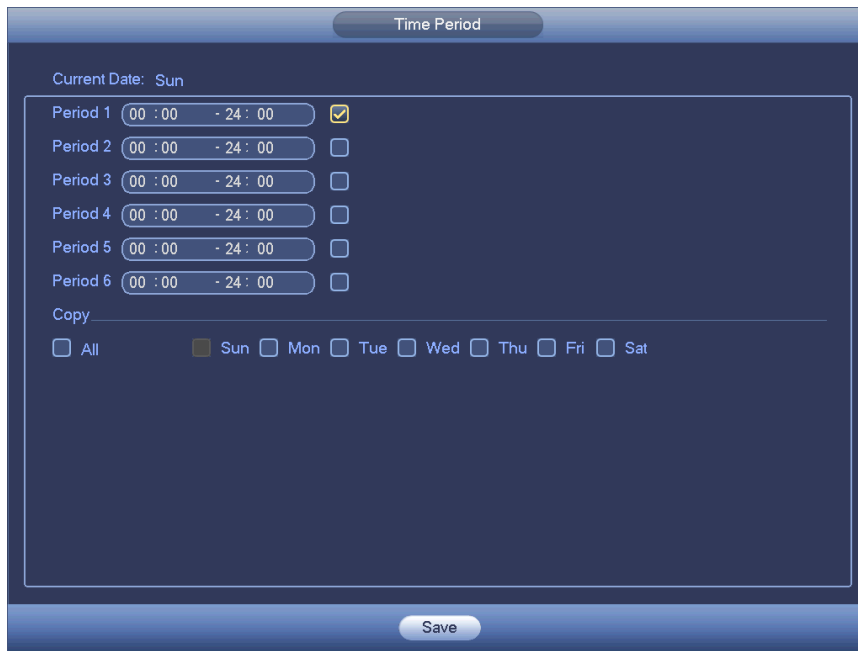 Time Period
Current Date: Sun
Period 1 00 :00 - 24 : 00
Period 2 00 :00 - 24 : 00
Period 3 00 :00 - 24 : 00
Period 4 00 :00 - 24 : 00
Period 5 00 :00 - 24 : 00
Period 6 00 :00 - 24 : 00
Copy
All Sun Mon Tue Wed Thu Fri Sat
Save